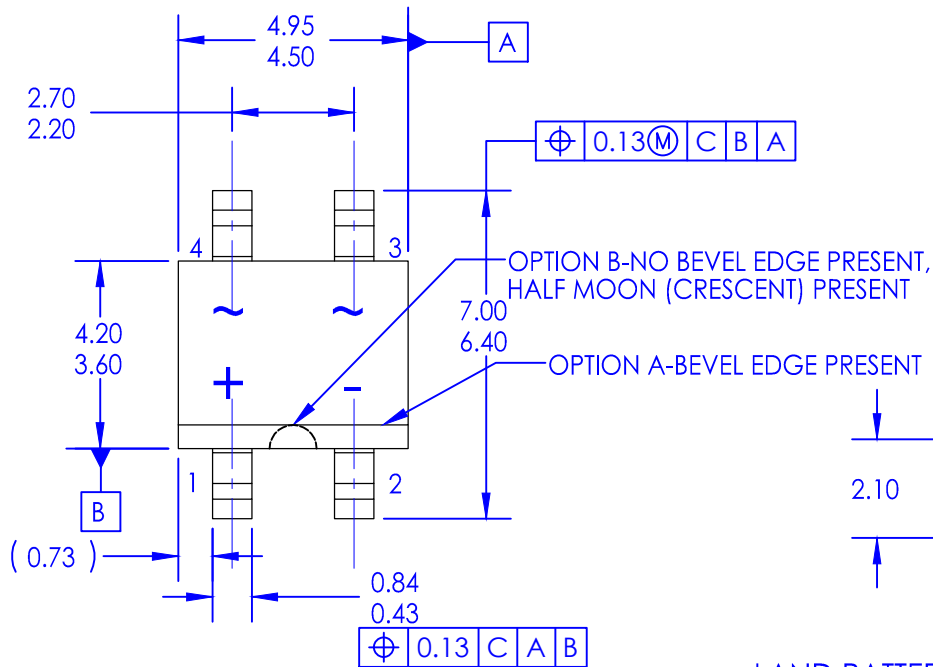 4.95
4.50
A
2.70
2.20
⌖ 0.13Ⓜ C B A
4
3
OPTION B-NO BEVEL EDGE PRESENT,
HALF MOON (CRESCENT) PRESENT
~ ~
7.00
6.40
4.20
3.60
OPTION A-BEVEL EDGE PRESENT
+ -
1
2
2.10
B
( 0.73 )
0.84
0.43
⌖ 0.13 C A B